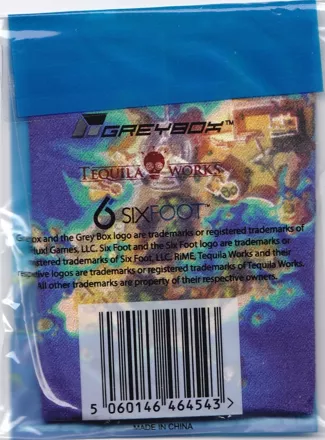 GREYBOX™
TEQUILA WORKS
6 SIXFOOT™
Grey Box and the Grey Box logo are trademarks or registered trademarks of
Fluid Games, LLC. Six Foot and the Six Foot logo are trademarks or
registered trademarks of Six Foot, LLC. RiME, Tequila Works and their
respective logos are trademarks or registered trademarks of Tequila Works.
All other trademarks are property of their respective owners.
5 060146 464543 >
MADE IN CHINA